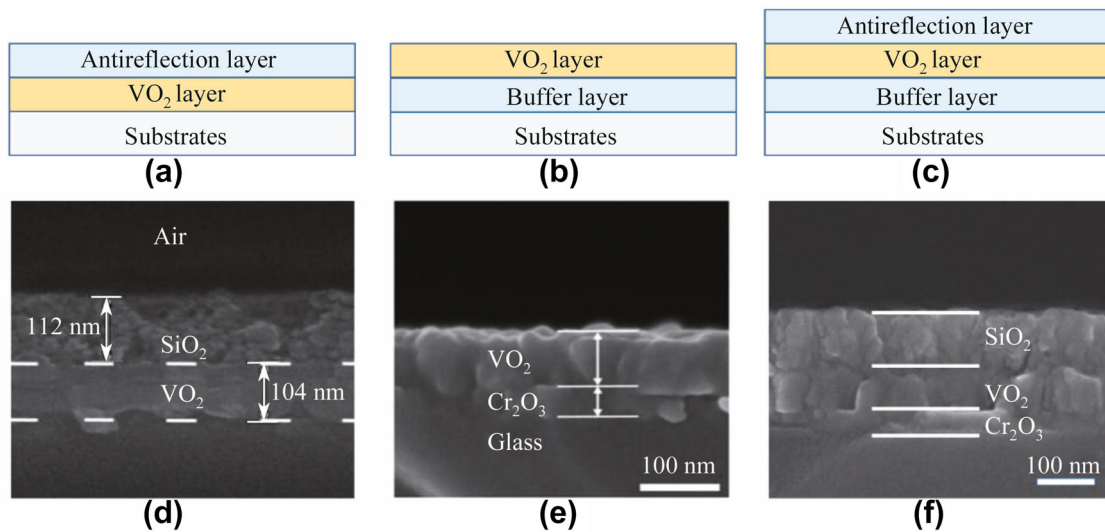 Antireflection layer
VO₂ layer
Substrates
(a)
VO₂ layer
Buffer layer
Substrates
(b)
Antireflection layer
VO₂ layer
Buffer layer
Substrates
(c)
Air
112 nm
SiO₂
VO₂
104 nm
(d)
VO₂
Cr₂O₃
Glass
100 nm
(e)
SiO₂
VO₂
Cr₂O₃
100 nm
(f)